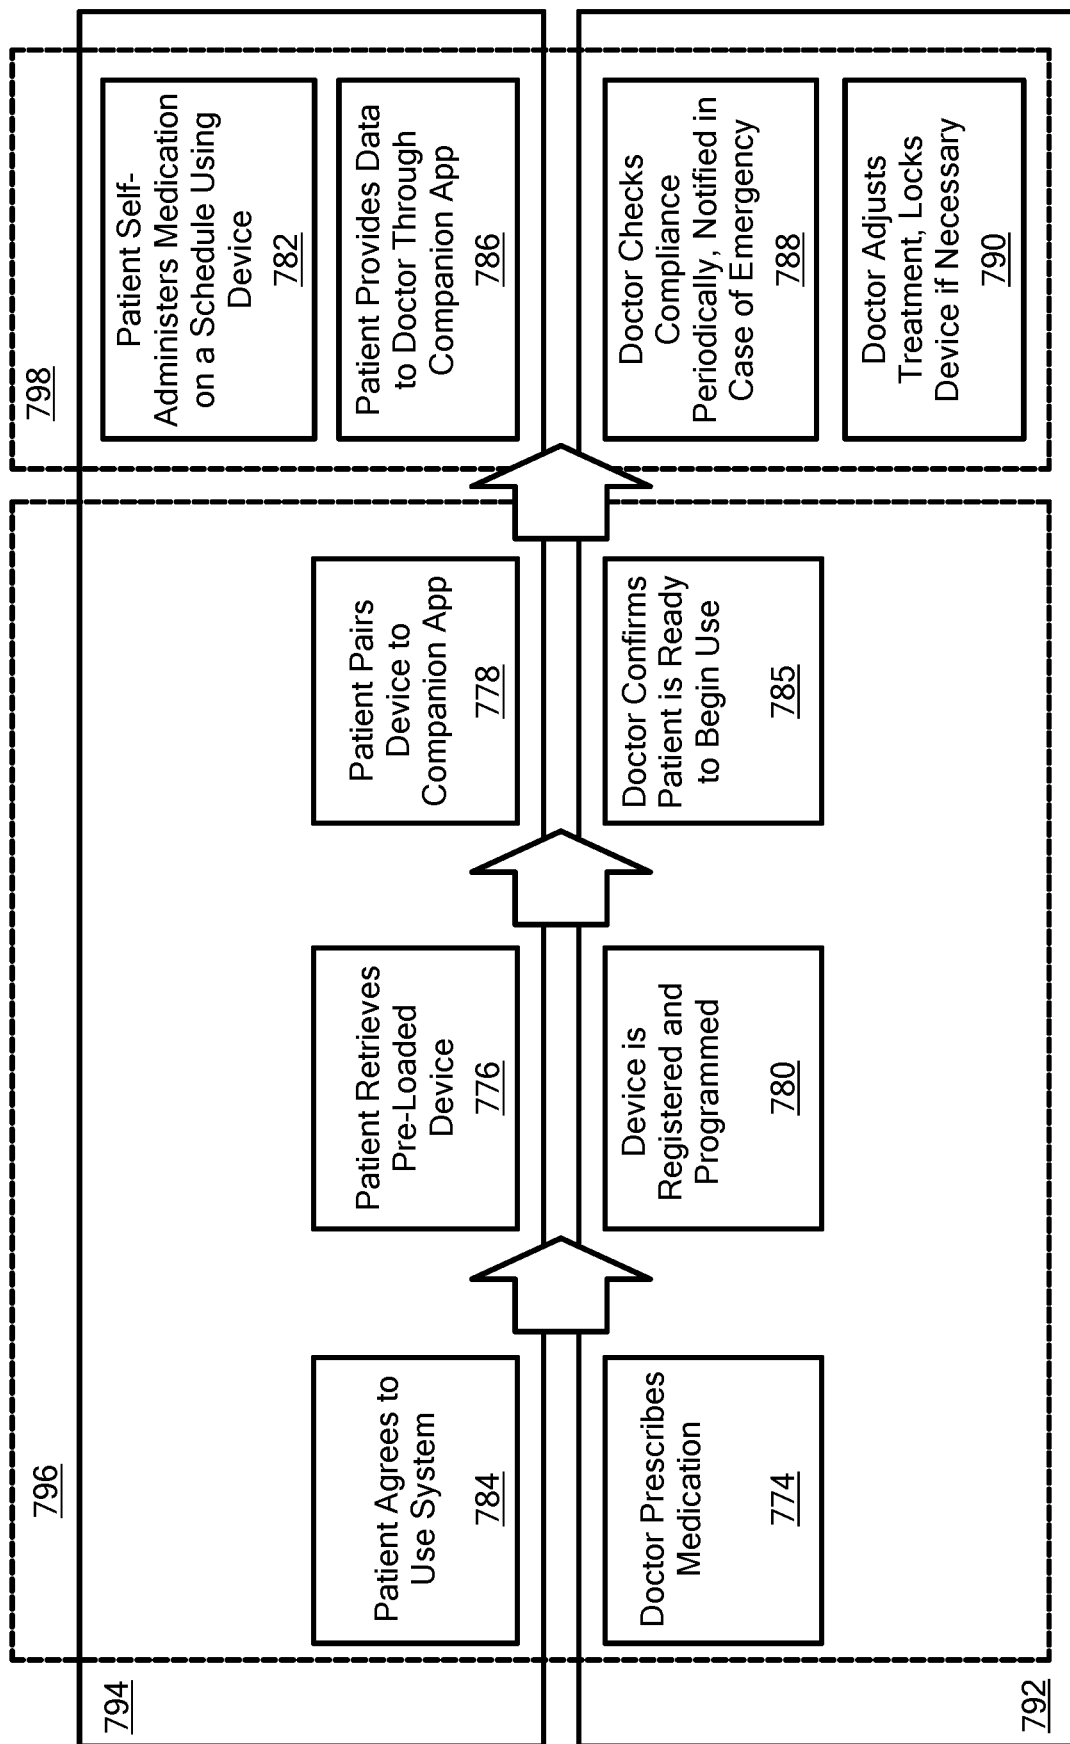 796
798
794
Patient Agrees to
Use System
784
Patient Retrieves
Pre-Loaded
Device
776
Patient Pairs
Device to
Companion App
778
Patient Self-
Administers Medication
on a Schedule Using
Device
782
Patient Provides Data
to Doctor Through
Companion App
786
Doctor Prescribes
Medication
774
Device is
Registered and
Programmed
780
Doctor Confirms
Patient is Ready
to Begin Use
785
Doctor Checks
Compliance
Periodically, Notified in
Case of Emergency
788
Doctor Adjusts
Treatment, Locks
Device if Necessary
790
792